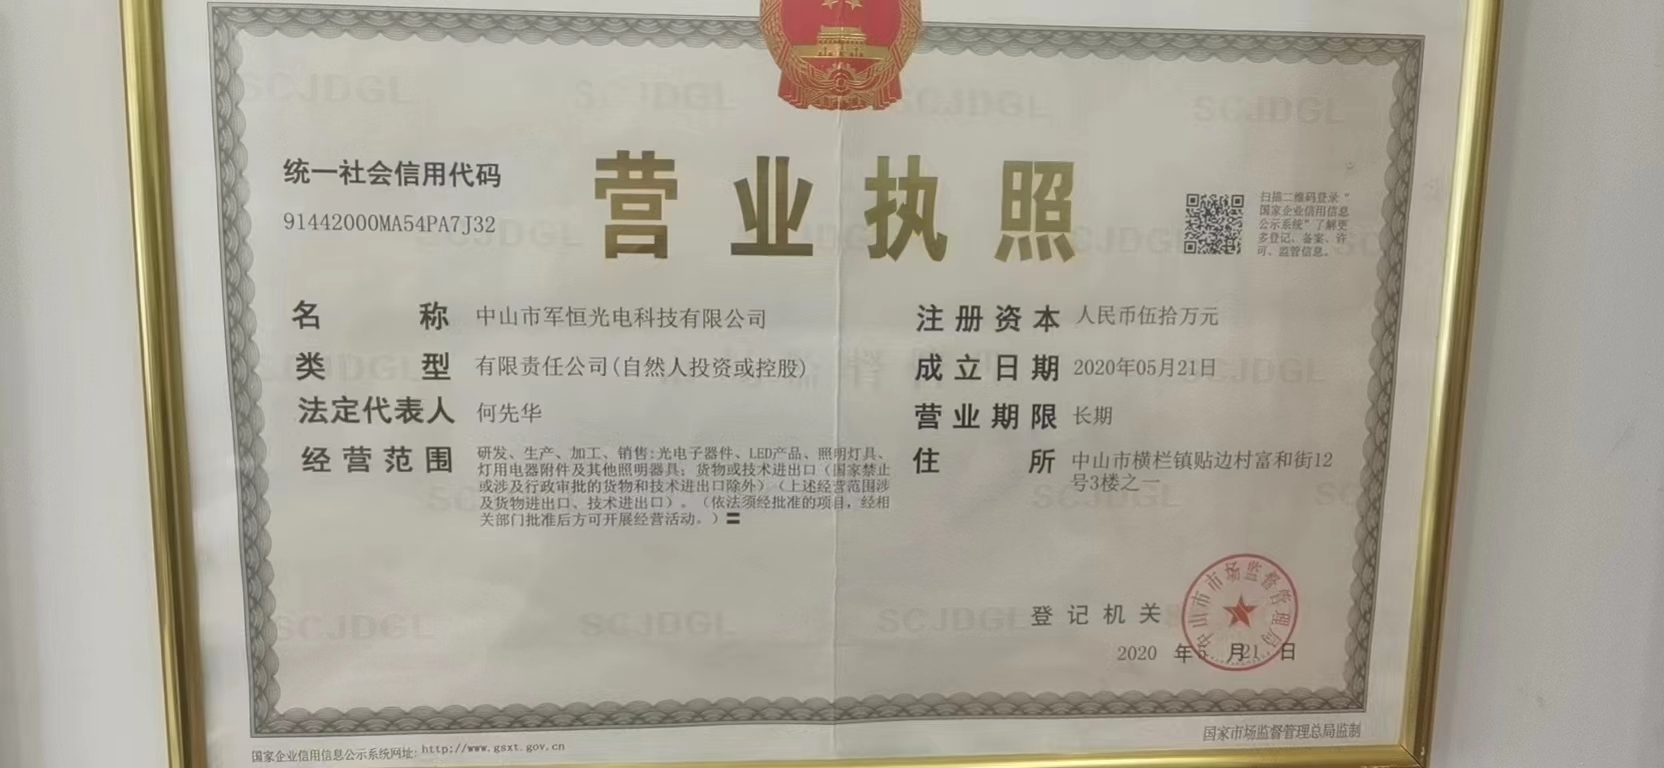 统一社会信用代码
91442000MA54PA7J32
营业执照
扫描二维码登录“
国家企业信用信息
公示系统”了解更
多登记、备案、许
可、监管信息。
名称 中山市军恒光电科技有限公司
类型 有限责任公司(自然人投资或控股)
法定代表人 何先华
经营范围 研发、生产、加工、销售:光电子器件、LED产品、照明灯具、
灯用电器附件及其他照明器具；货物或技术进出口（国家禁止
或涉及行政审批的货物和技术进出口除外）（上述经营范围涉
及货物进出口、技术进出口）。（依法须经批准的项目，经相
关部门批准后方可开展经营活动。）〓
注册资本 人民币伍拾万元
成立日期 2020年05月21日
营业期限 长期
住所 中山市横栏镇贴边村富和街12
号3楼之一
登记机关
中山市市场监督管理局
2020 年5 月21 日
国家企业信用信息公示系统网址: http://www.gsxt.gov.cn
国家市场监督管理总局监制
SCJDGL